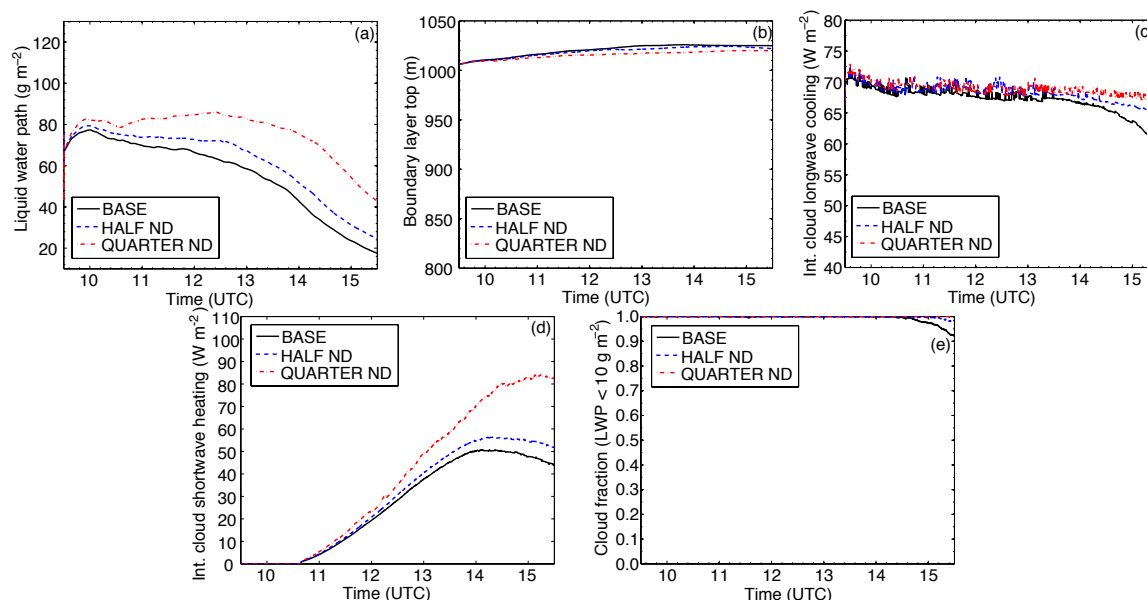 (a)
Liquid water path (g m⁻²)
120
100
80
60
40
20
BASE
HALF ND
QUARTER ND
10 11 12 13 14 15
Time (UTC)
(b)
Boundary layer top (m)
1050
1000
950
900
850
800
BASE
HALF ND
QUARTER ND
10 11 12 13 14 15
Time (UTC)
(c
Int. cloud longwave cooling (W m⁻²)
80
75
70
65
60
55
50
45
40
BASE
HALF ND
QUARTER ND
10 11 12 13 14 15
Time (UTC)
(d)
Int. cloud shortwave heating (W m⁻²)
110
100
90
80
70
60
50
40
30
20
10
0
BASE
HALF ND
QUARTER ND
10 11 12 13 14 15
Time (UTC)
(e)
Cloud fraction (LWP < 10 g m⁻²)
1.0
0.9
0.8
0.7
0.6
0.5
0.4
0.3
0.2
0.1
0.0
BASE
HALF ND
QUARTER ND
10 11 12 13 14 15
Time (UTC)